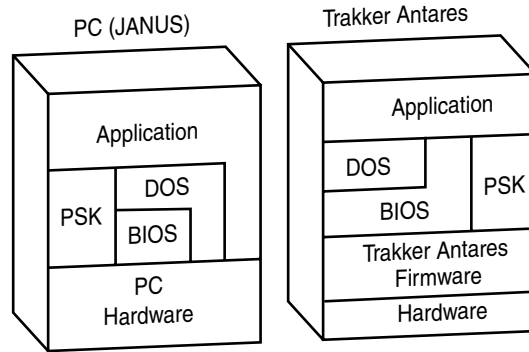 PC (JANUS)
Application
PSK
DOS
BIOS
PC
Hardware
Trakker Antares
Application
DOS
BIOS
PSK
Trakker Antares
Firmware
Hardware